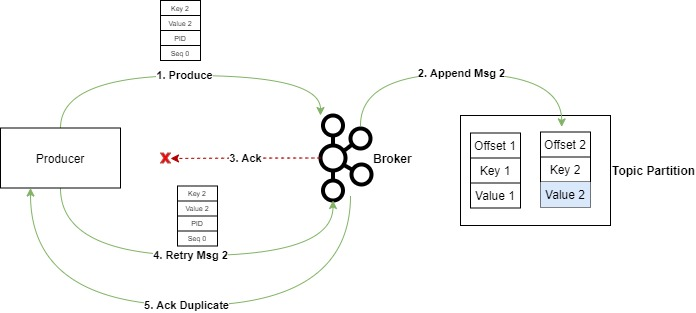 Key 2
Value 2
PID
Seq 0
1. Produce
2. Append Msg 2
Producer
3. Ack
Broker
Offset 1
Key 1
Value 1
Offset 2
Key 2
Value 2
Topic Partition
Key 2
Value 2
PID
Seq 0
4. Retry Msg 2
5. Ack Duplicate